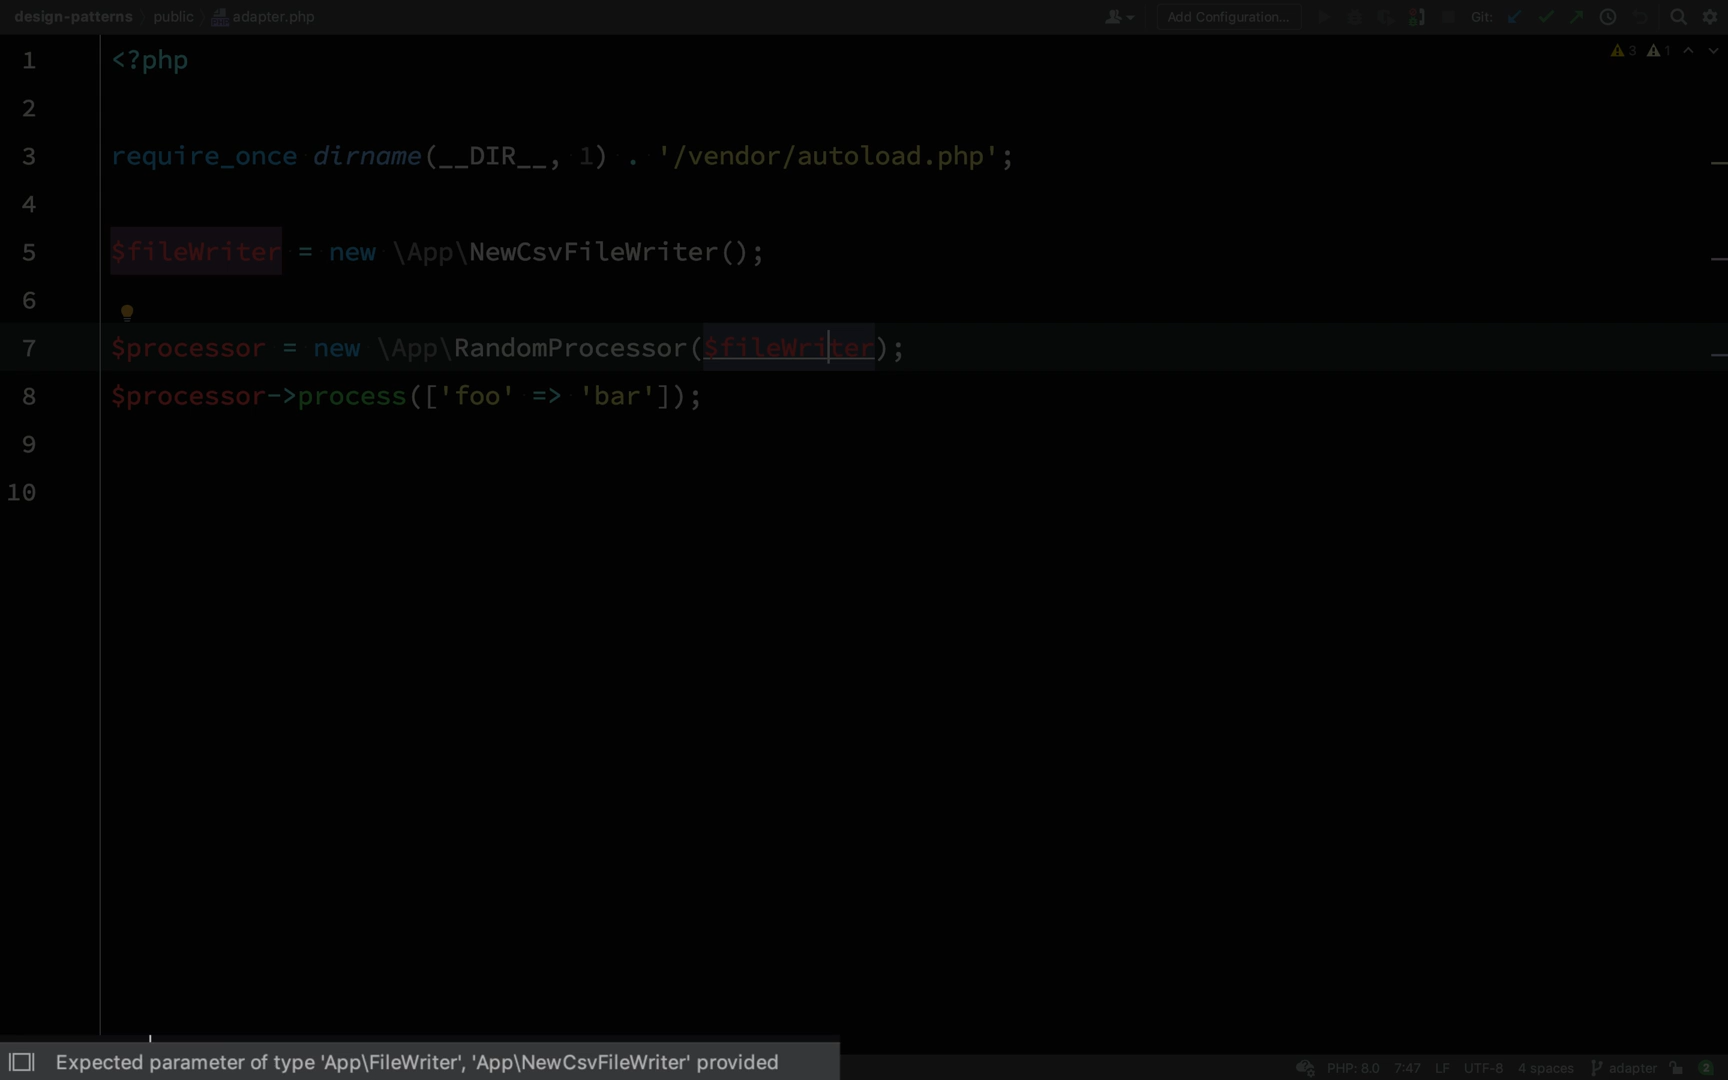 design-patterns public adapter.php Add Configuration... Git:
3 1
1 <?php
2
3 require_once dirname(__DIR__, 1) . '/vendor/autoload.php';
4
5 $fileWriter = new \App\NewCsvFileWriter();
6
7 $processor = new \App\RandomProcessor($fileWriter);
8 $processor->process(['foo' => 'bar']);
9
10
Expected parameter of type 'App\FileWriter', 'App\NewCsvFileWriter' provided
PHP: 8.0 7:47 LF UTF-8 4 spaces adapter 2